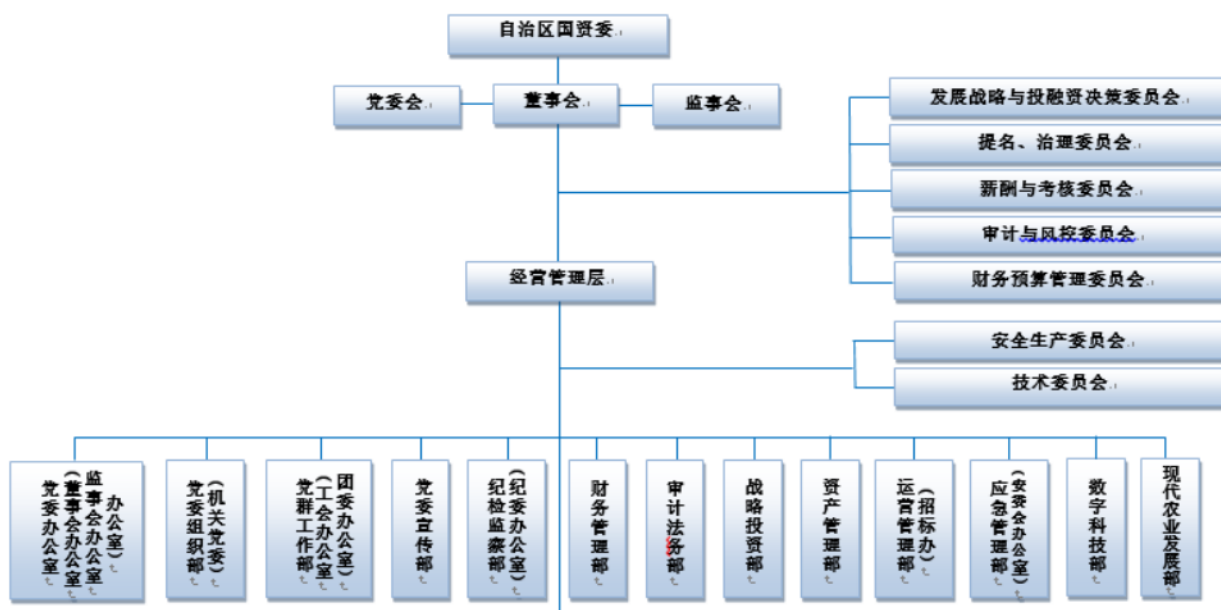 自治区国资委
党委会
董事会
监事会
发展战略与投融资决策委员会
提名、治理委员会
薪酬与考核委员会
审计与风控委员会
财务预算管理委员会
经营管理层
安全生产委员会
技术委员会
党委办公室
(董事会办公室
监事会办公室
办公室)
党委组织部
(机关党委)
党群工作部
(工会办公室
团委办公室)
党委宣传部
纪检监察部
(纪委办公室)
财务管理部
审计法务部
战略投资部
资产管理部
运营管理部
(招标办)
应急管理部
(安委会办公室)
数字科技部
现代农业发展部